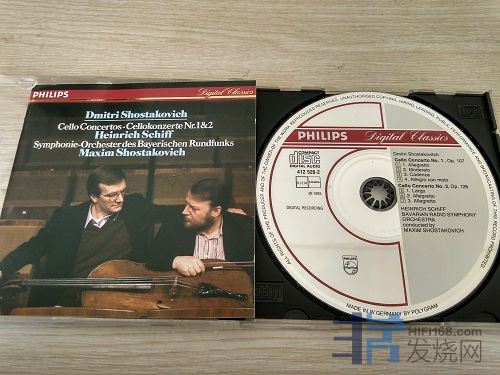 PHILIPS
Digital Classics
Dmitri Shostakovich
Cello Concertos · Cellokonzerte Nr.1&2
Heinrich Schiff
Symphonie-Orchester des Bayerischen Rundfunks
Maxim Shostakovich
PHILIPS
Digital Classics
COMPACT
disc
DIGITAL AUDIO
412 526-2
DIGITAL RECORDING
Dmitri Shostakovich
Cello Concerto No. 1, Op. 107
1. Allegretto
2. Moderato
3. Cadenza
4. Allegro con moto
Cello Concerto No. 2, Op. 126
1. Largo
2. Allegretto
3. Allegretto
HEINRICH SCHIFF
BAVARIAN RADIO SYMPHONY
ORCHESTRA
conducted by
MAXIM SHOSTAKOVICH
PHILIPS
MADE IN W. GERMANY BY POLYGRAM
HIFI168.com
发烧网